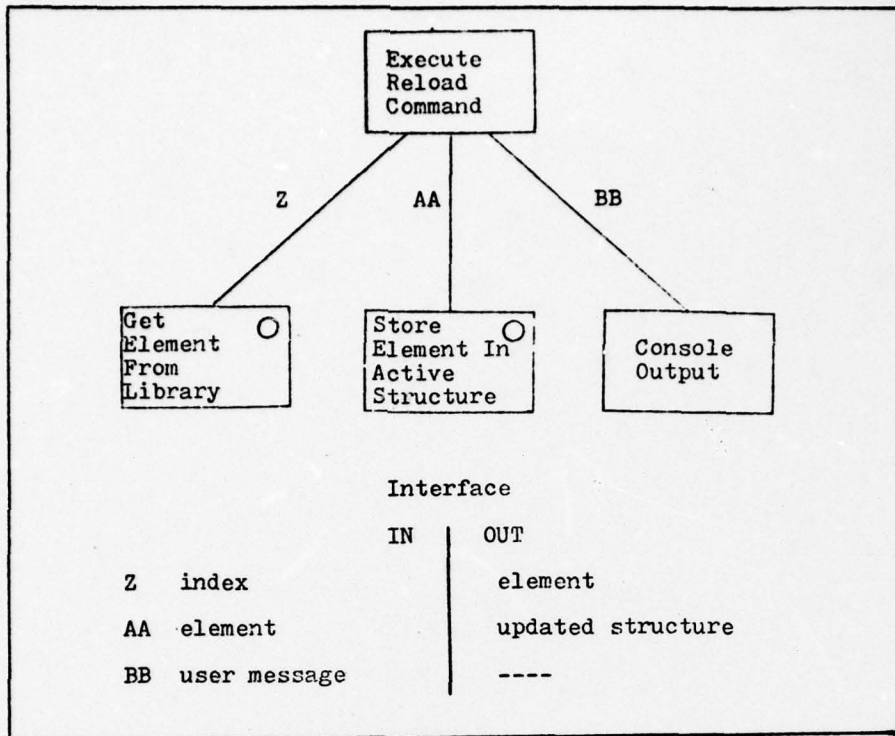 Execute
Reload
Command
Z
AA
BB
Get
Element
From
Library
Store
Element In
Active
Structure
Console
Output
Interface
IN OUT
Z index element
AA element updated structure
BB user message ----